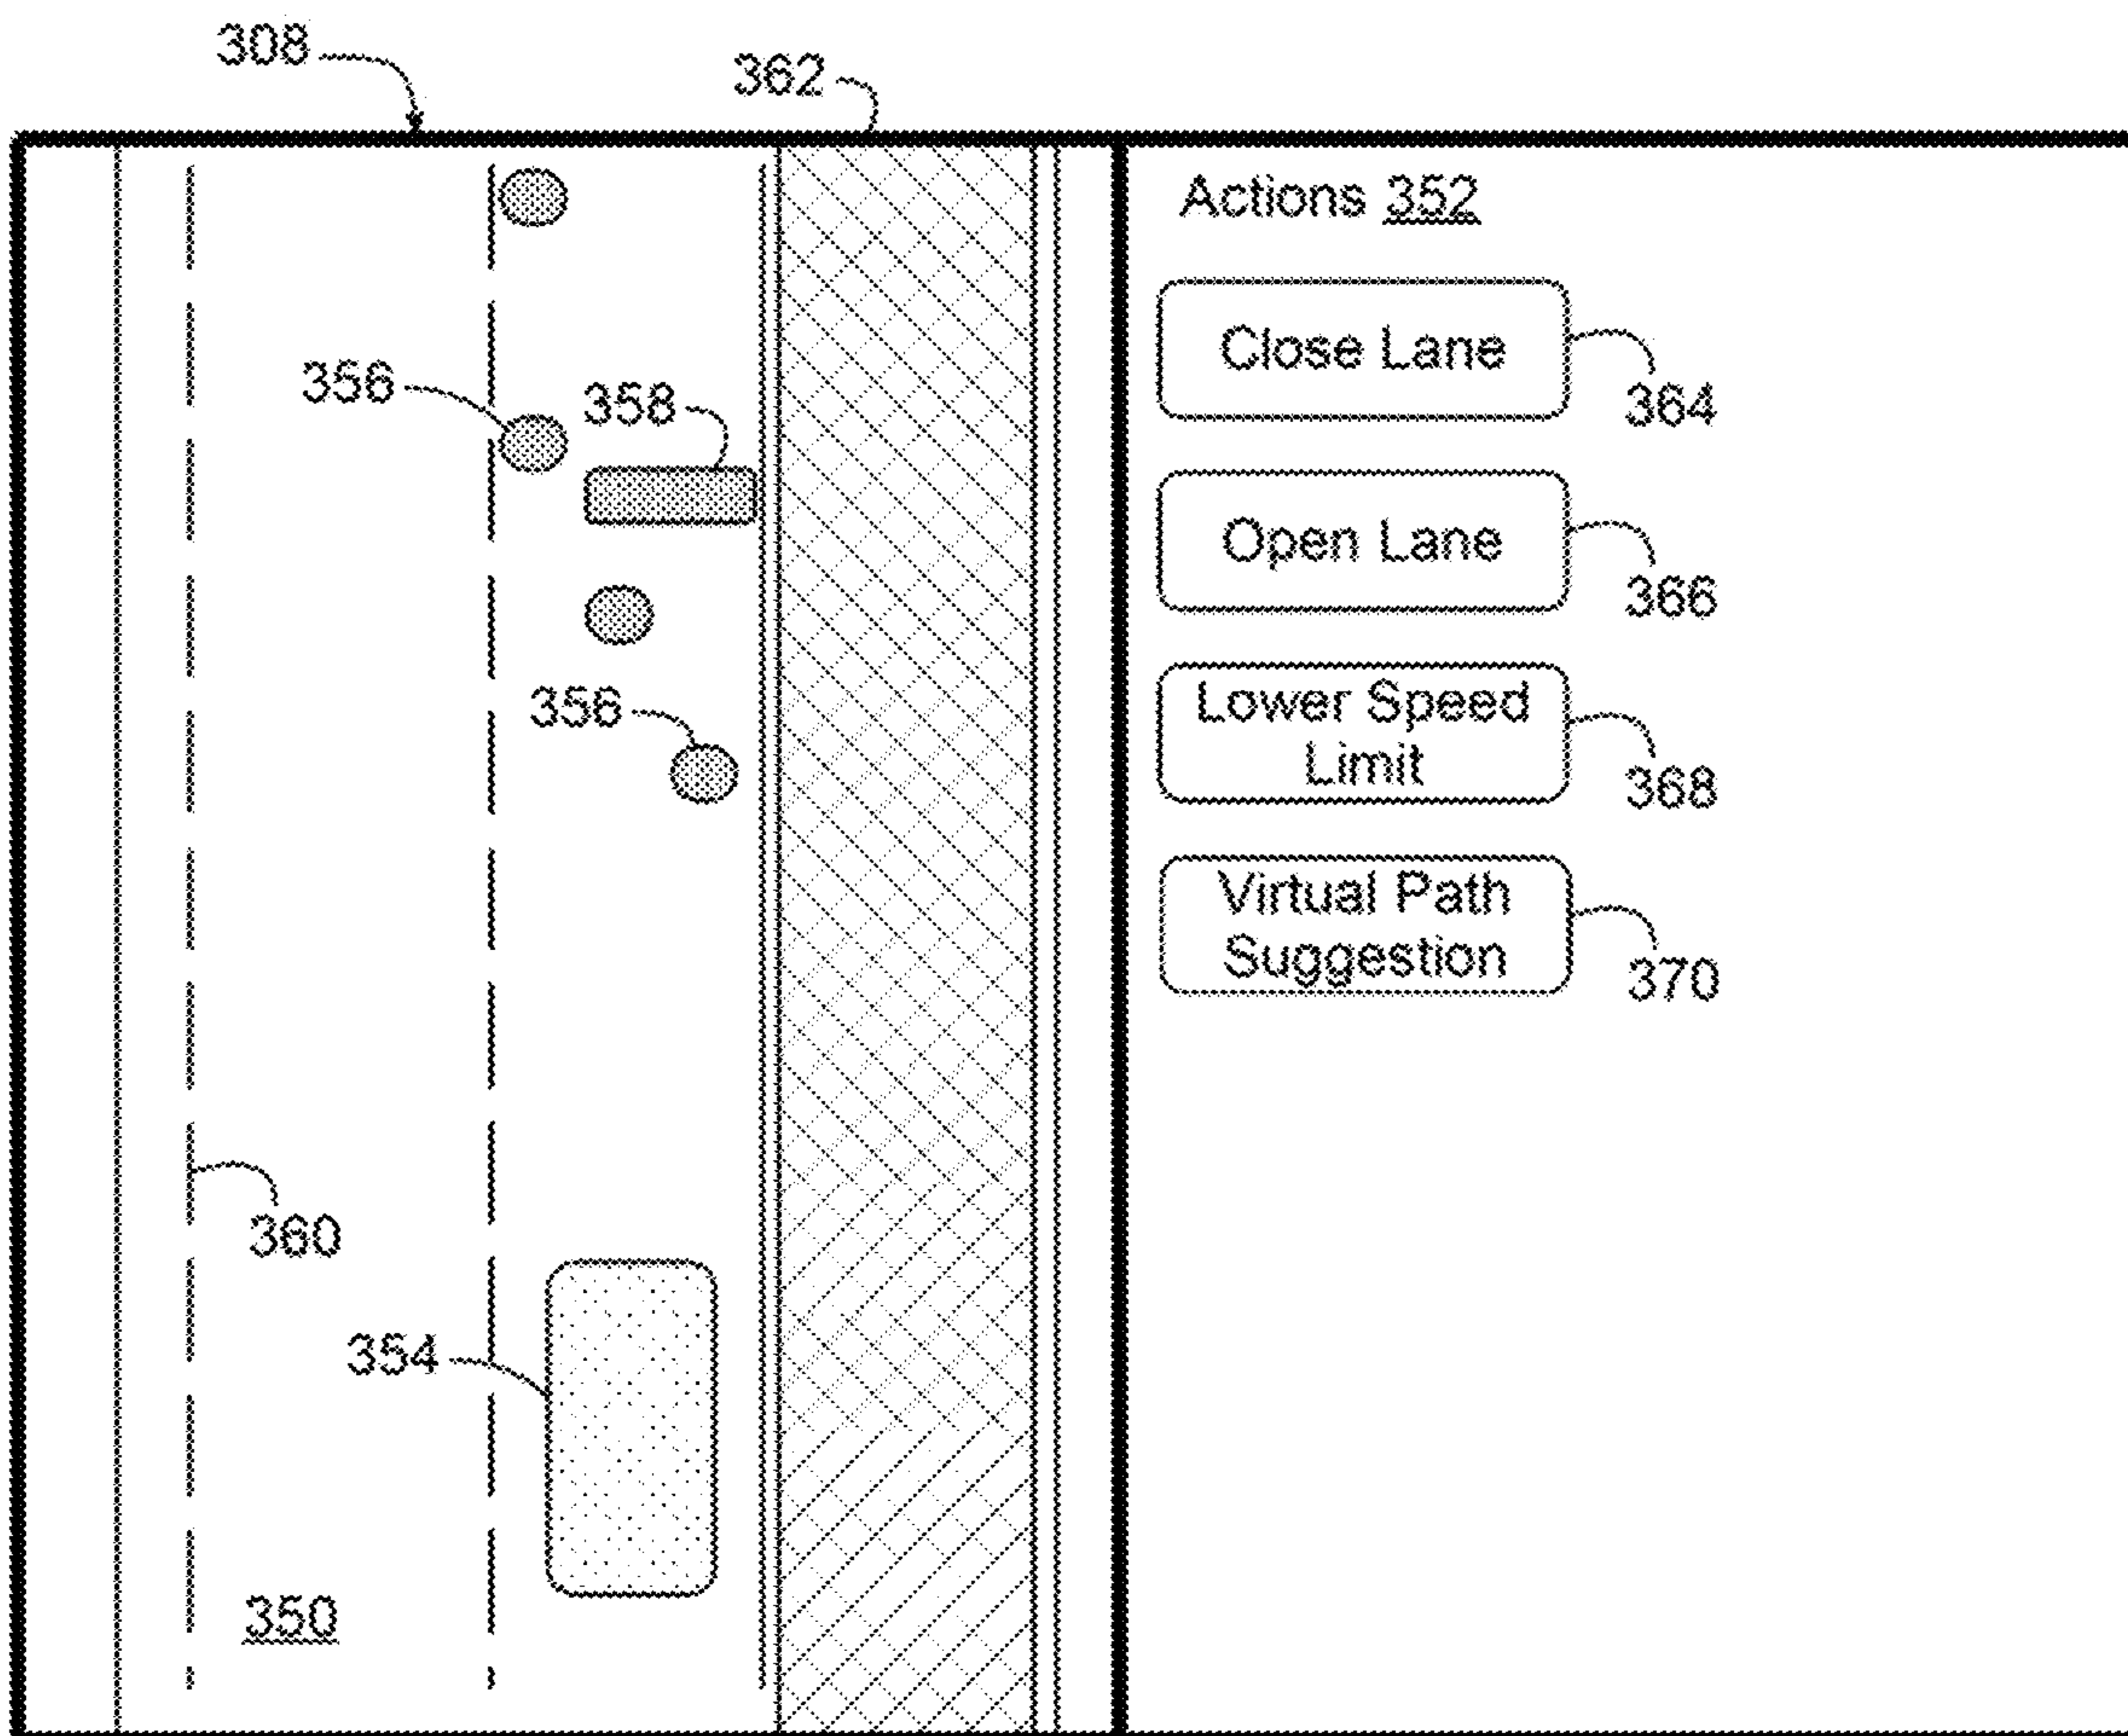 308
362
Actions 352
Close Lane
364
356
358
Open Lane
366
356
Lower Speed
Limit
368
Virtual Path
Suggestion
370
360
354
350